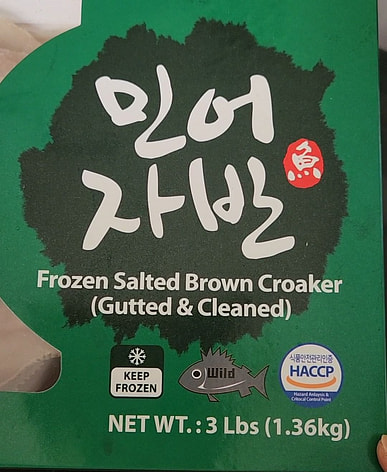 민어
자반
魚
Frozen Salted Brown Croaker
(Gutted & Cleaned)
KEEP
FROZEN
Wild
식품안전관리인증
HACCP
Hazard Analysis &
Critical Control Point
NET WT. : 3 Lbs (1.36kg)